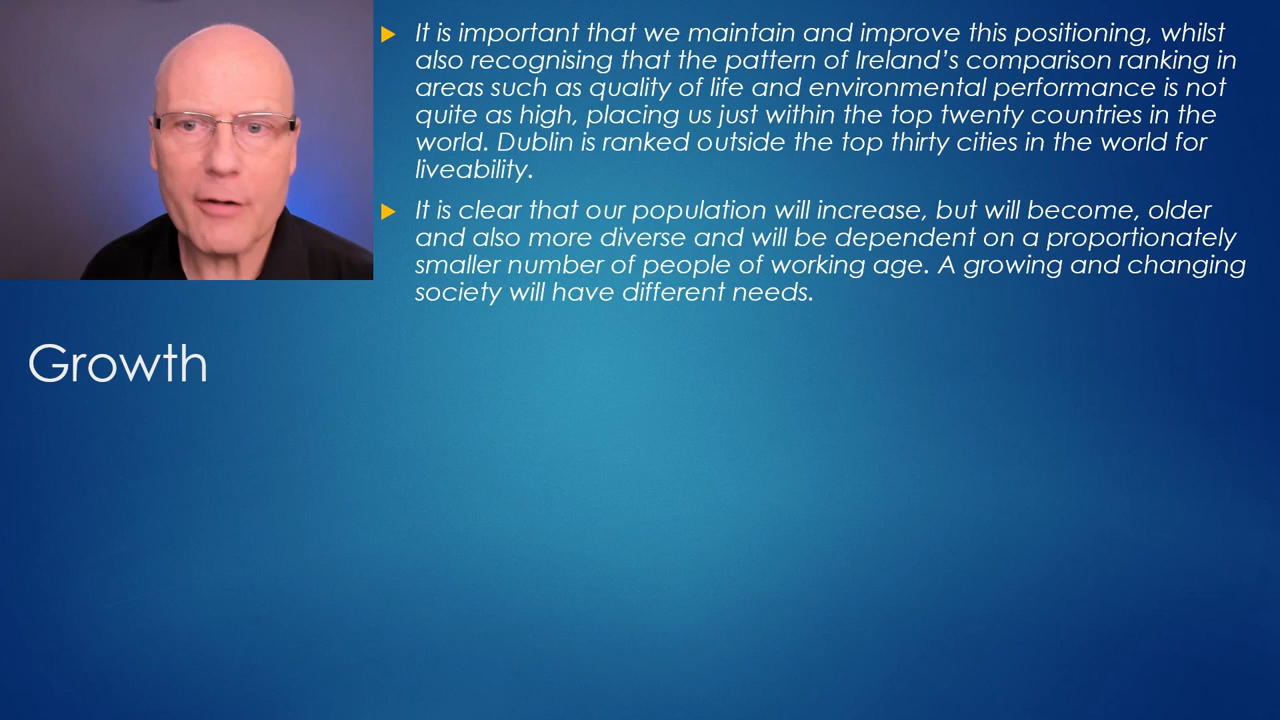 It is important that we maintain and improve this positioning, whilst
also recognising that the pattern of Ireland’s comparison ranking in
areas such as quality of life and environmental performance is not
quite as high, placing us just within the top twenty countries in the
world. Dublin is ranked outside the top thirty cities in the world for
liveability.
It is clear that our population will increase, but will become, older
and also more diverse and will be dependent on a proportionately
smaller number of people of working age. A growing and changing
society will have different needs.
Growth